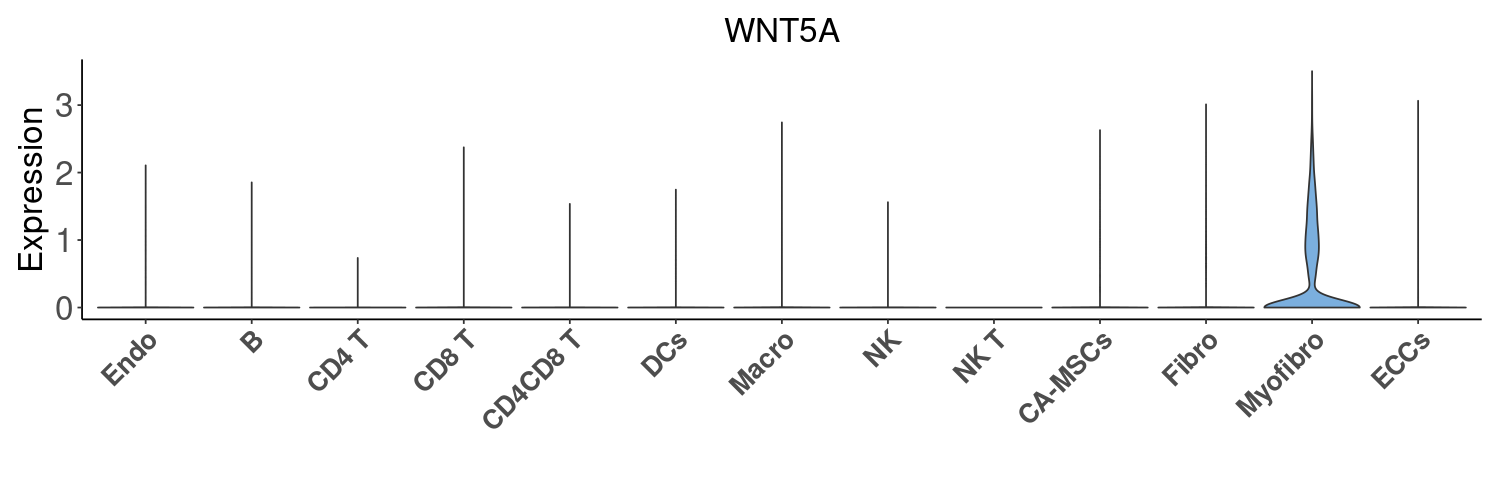 WNT5A
Expression
3
2
1
0
Endo
B
CD4 T
CD8 T
CD4CD8 T
DCs
Macro
NK
NK T
CA-MSCs
Fibro
Myofibro
ECCs